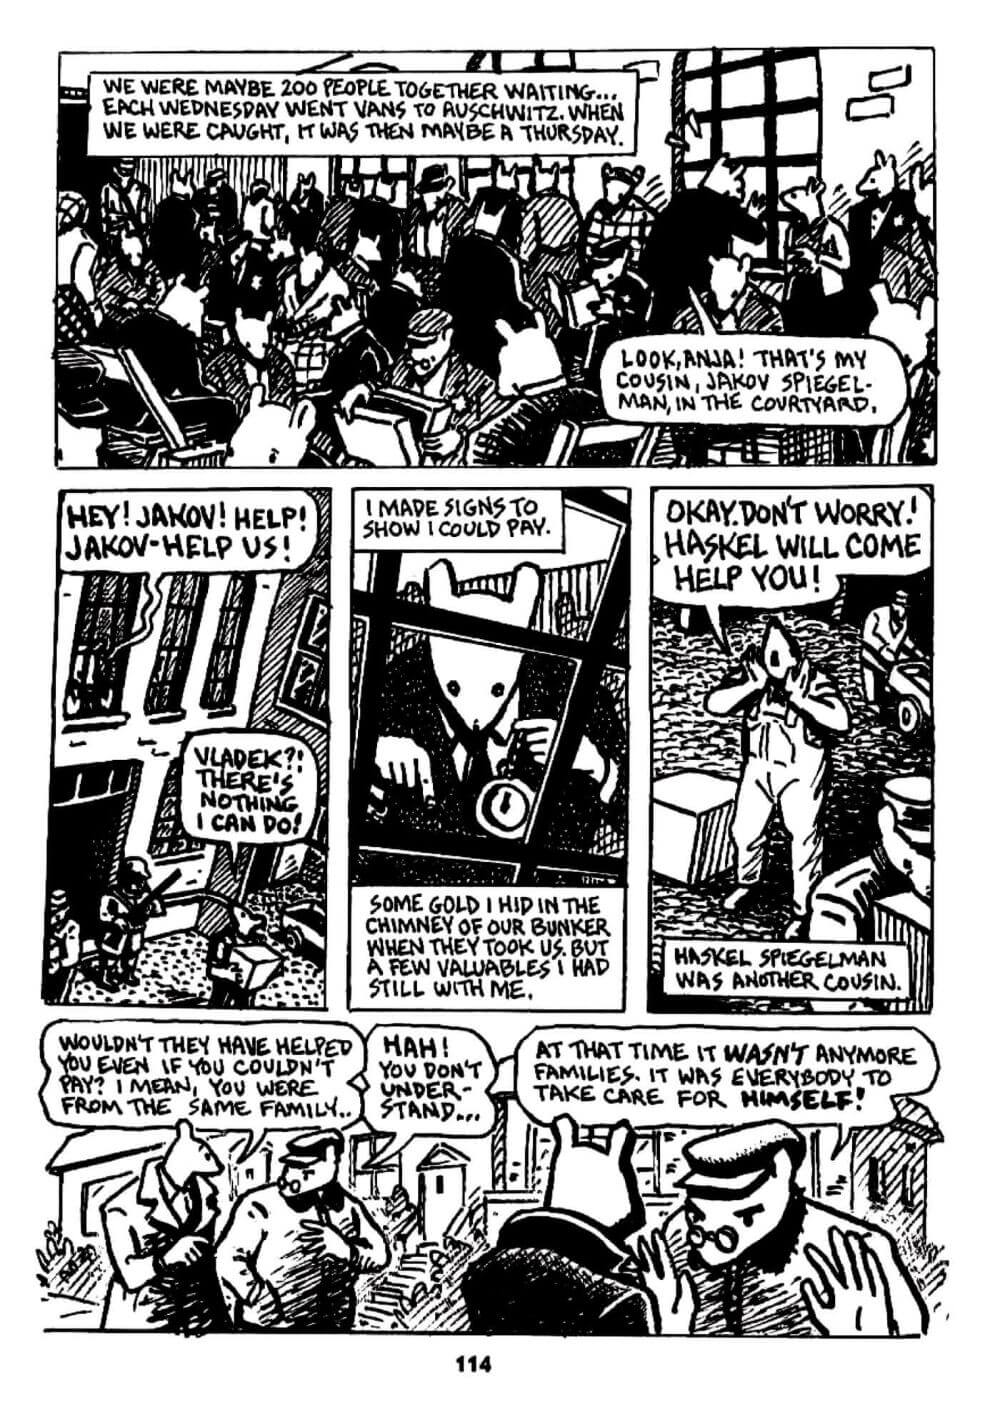 WE WERE MAYBE 200 PEOPLE TOGETHER WAITING...
EACH WEDNESDAY WENT VANS TO AUSCHWITZ. WHEN
WE WERE CAUGHT, IT WAS THEN MAYBE A THURSDAY.
LOOK, ANJA! THAT'S MY
COUSIN, JAKOV SPIEGEL-
MAN, IN THE COURTYARD.
HEY! JAKOV! HELP!
JAKOV-HELP US!
VLADEK?!
THERE'S
NOTHING
I CAN DO!
I MADE SIGNS TO
SHOW I COULD PAY.
SOME GOLD I HID IN THE
CHIMNEY OF OUR BUNKER
WHEN THEY TOOK US. BUT
A FEW VALUABLES I HAD
STILL WITH ME.
OKAY. DON'T WORRY!
HASKEL WILL COME
HELP YOU!
HASKEL SPIEGELMAN
WAS ANOTHER COUSIN.
WOULDN'T THEY HAVE HELPED
YOU EVEN IF YOU COULDN'T
PAY? I MEAN, YOU WERE
FROM THE SAME FAMILY..
HAH!
YOU DON'T
UNDER-
STAND...
AT THAT TIME IT WASN'T ANYMORE
FAMILIES. IT WAS EVERYBODY TO
TAKE CARE FOR HIMSELF!
114